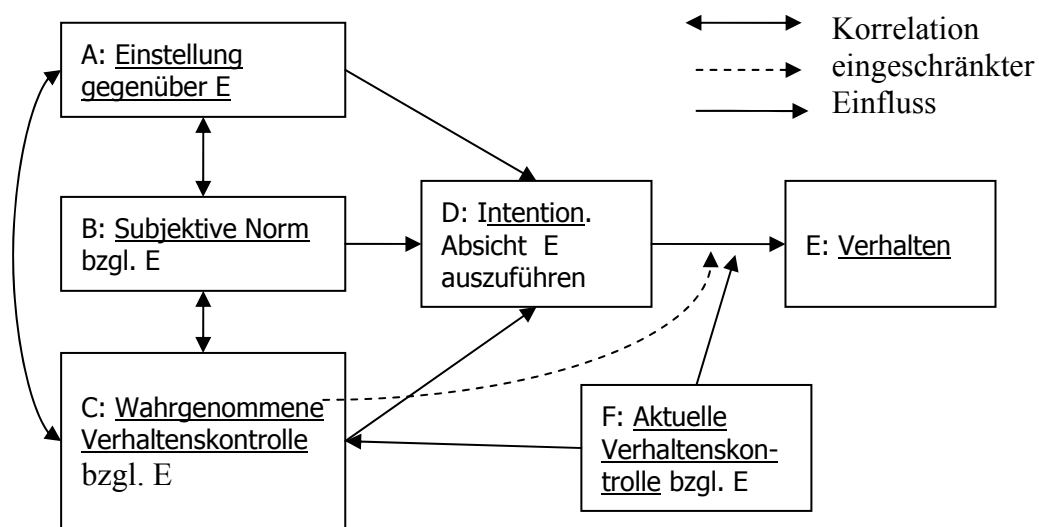 A: Einstellung
gegenüber E
B: Subjektive Norm
bzgl. E
C: Wahrgenommene
Verhaltenskontrolle
bzgl. E
D: Intention.
Absicht E
auszuführen
E: Verhalten
F: Aktuelle
Verhaltenskon-
trolle bzgl. E
Korrelation
eingeschränkter
Einfluss